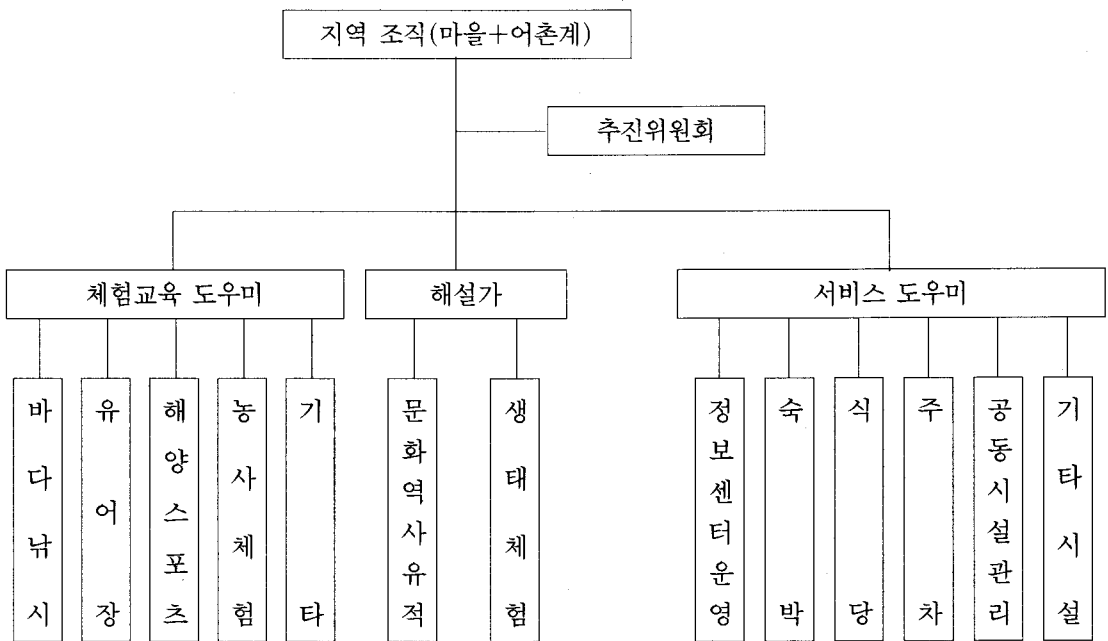 지역 조직(마을+어촌계)
추진위원회
체험교육 도우미
해설가
서비스 도우미
바다낚시
유어장
해양스포츠
농사체험
기타
문화역사유적
생태체험
정보센터운영
숙박
식당
주차
공동시설관리
기타시설